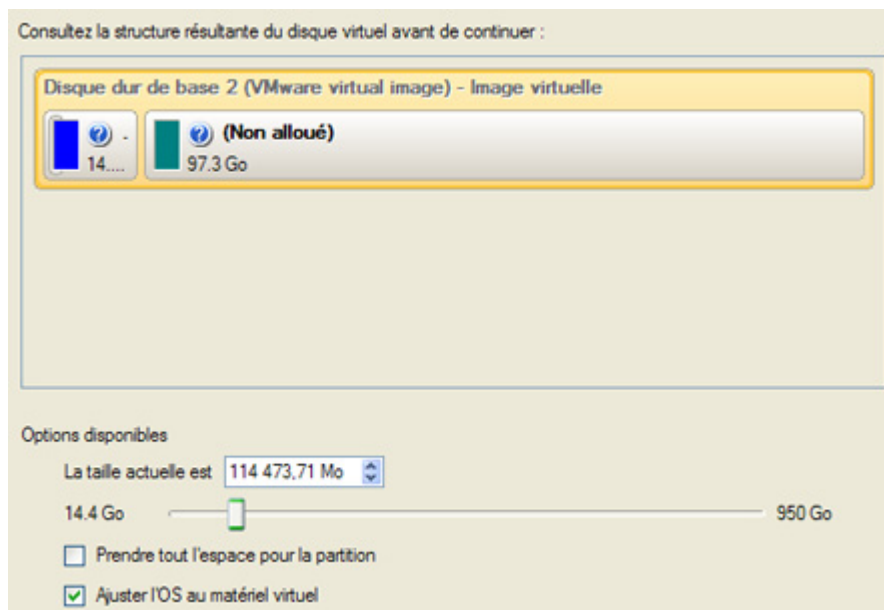 Consultez la structure résultante du disque virtuel avant de continuer :
Disque dur de base 2 (VMware virtual image) - Image virtuelle
-
14....
(Non alloué)
97.3 Go
Options disponibles
La taille actuelle est 114 473,71 Mo
14.4 Go 950 Go
Prendre tout l'espace pour la partition
Ajuster l'OS au matériel virtuel